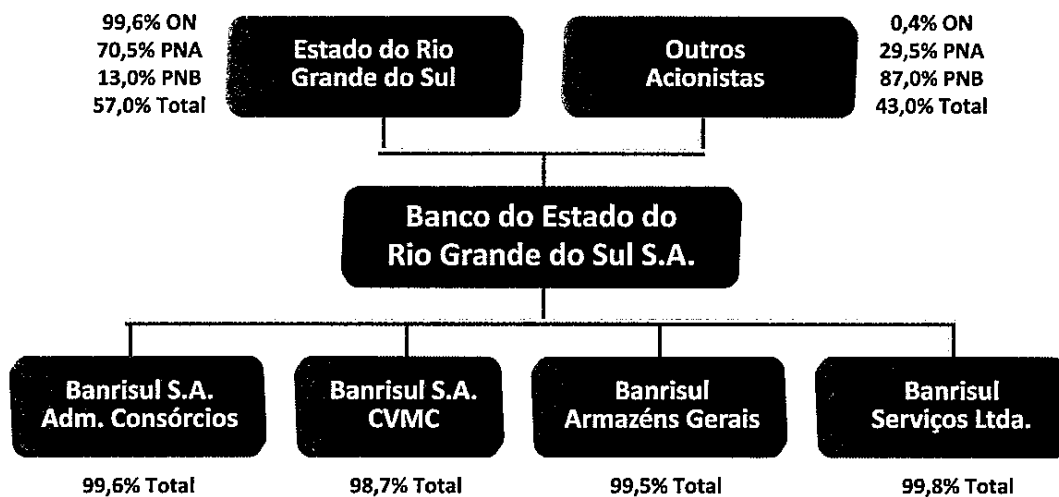 99,6% ON
70,5% PNA
13,0% PNB
57,0% Total
Estado do Rio
Grande do Sul
Outros
Acionistas
0,4% ON
29,5% PNA
87,0% PNB
43,0% Total
Banco do Estado do
Rio Grande do Sul S.A.
Banrisul S.A.
Adm. Consórcios
Banrisul S.A.
CVMC
Banrisul
Armazéns Gerais
Banrisul
Serviços Ltda.
99,6% Total
98,7% Total
99,5% Total
99,8% Total